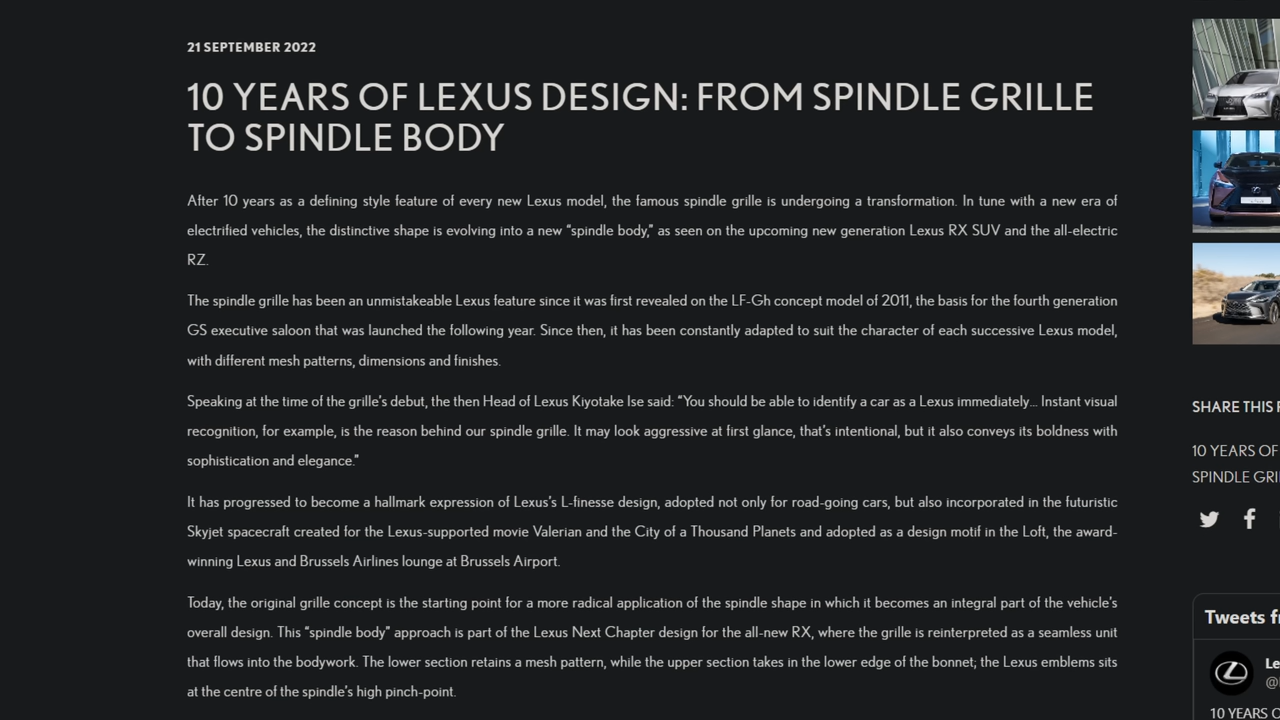 21 SEPTEMBER 2022
10 YEARS OF LEXUS DESIGN: FROM SPINDLE GRILLE
TO SPINDLE BODY
After 10 years as a defining style feature of every new Lexus model, the famous spindle grille is undergoing a transformation. In tune with a new era of
electrified vehicles, the distinctive shape is evolving into a new “spindle body,” as seen on the upcoming new generation Lexus RX SUV and the all-electric
RZ.
The spindle grille has been an unmistakeable Lexus feature since it was first revealed on the LF-Gh concept model of 2011, the basis for the fourth generation
GS executive saloon that was launched the following year. Since then, it has been constantly adapted to suit the character of each successive Lexus model,
with different mesh patterns, dimensions and finishes.
Speaking at the time of the grille’s debut, the then Head of Lexus Kiyotake Ise said: “You should be able to identify a car as a Lexus immediately… Instant visual
recognition, for example, is the reason behind our spindle grille. It may look aggressive at first glance, that’s intentional, but it also conveys its boldness with
sophistication and elegance.”
It has progressed to become a hallmark expression of Lexus’s L-finesse design, adopted not only for road-going cars, but also incorporated in the futuristic
Skyjet spacecraft created for the Lexus-supported movie Valerian and the City of a Thousand Planets and adopted as a design motif in the Loft, the award-
winning Lexus and Brussels Airlines lounge at Brussels Airport.
Today, the original grille concept is the starting point for a more radical application of the spindle shape in which it becomes an integral part of the vehicle’s
overall design. This “spindle body” approach is part of the Lexus Next Chapter design for the all-new RX, where the grille is reinterpreted as a seamless unit
that flows into the bodywork. The lower section retains a mesh pattern, while the upper section takes in the lower edge of the bonnet; the Lexus emblems sits
at the centre of the spindle’s high pinch-point.
SHARE THIS
10 YEARS OF
SPINDLE GRI
Tweets f
Le
@
10 YEARS O